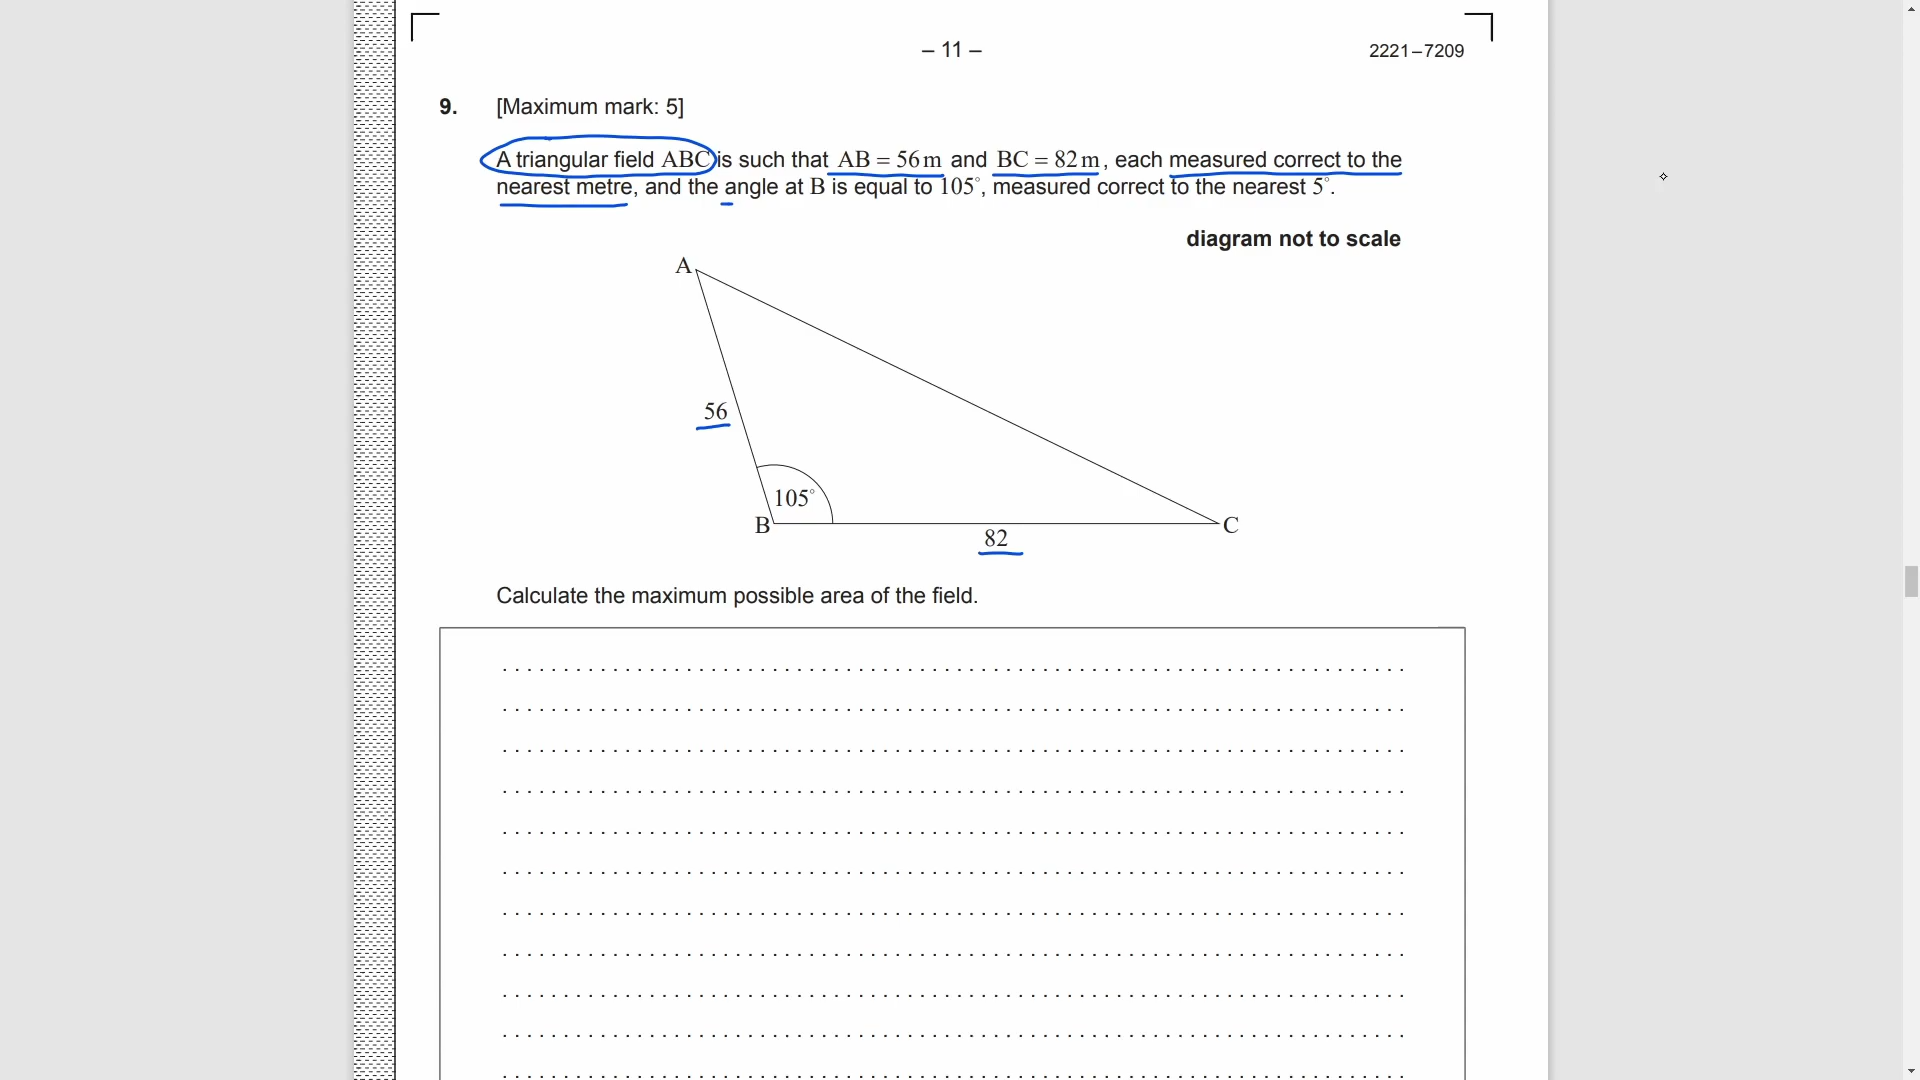 – 11 –
2221–7209
9. [Maximum mark: 5]
A triangular field ABC is such that AB = 56 m and BC = 82 m, each measured correct to the
nearest metre, and the angle at B is equal to 105°, measured correct to the nearest 5°.
diagram not to scale
A
56
105°
B
C
82
Calculate the maximum possible area of the field.